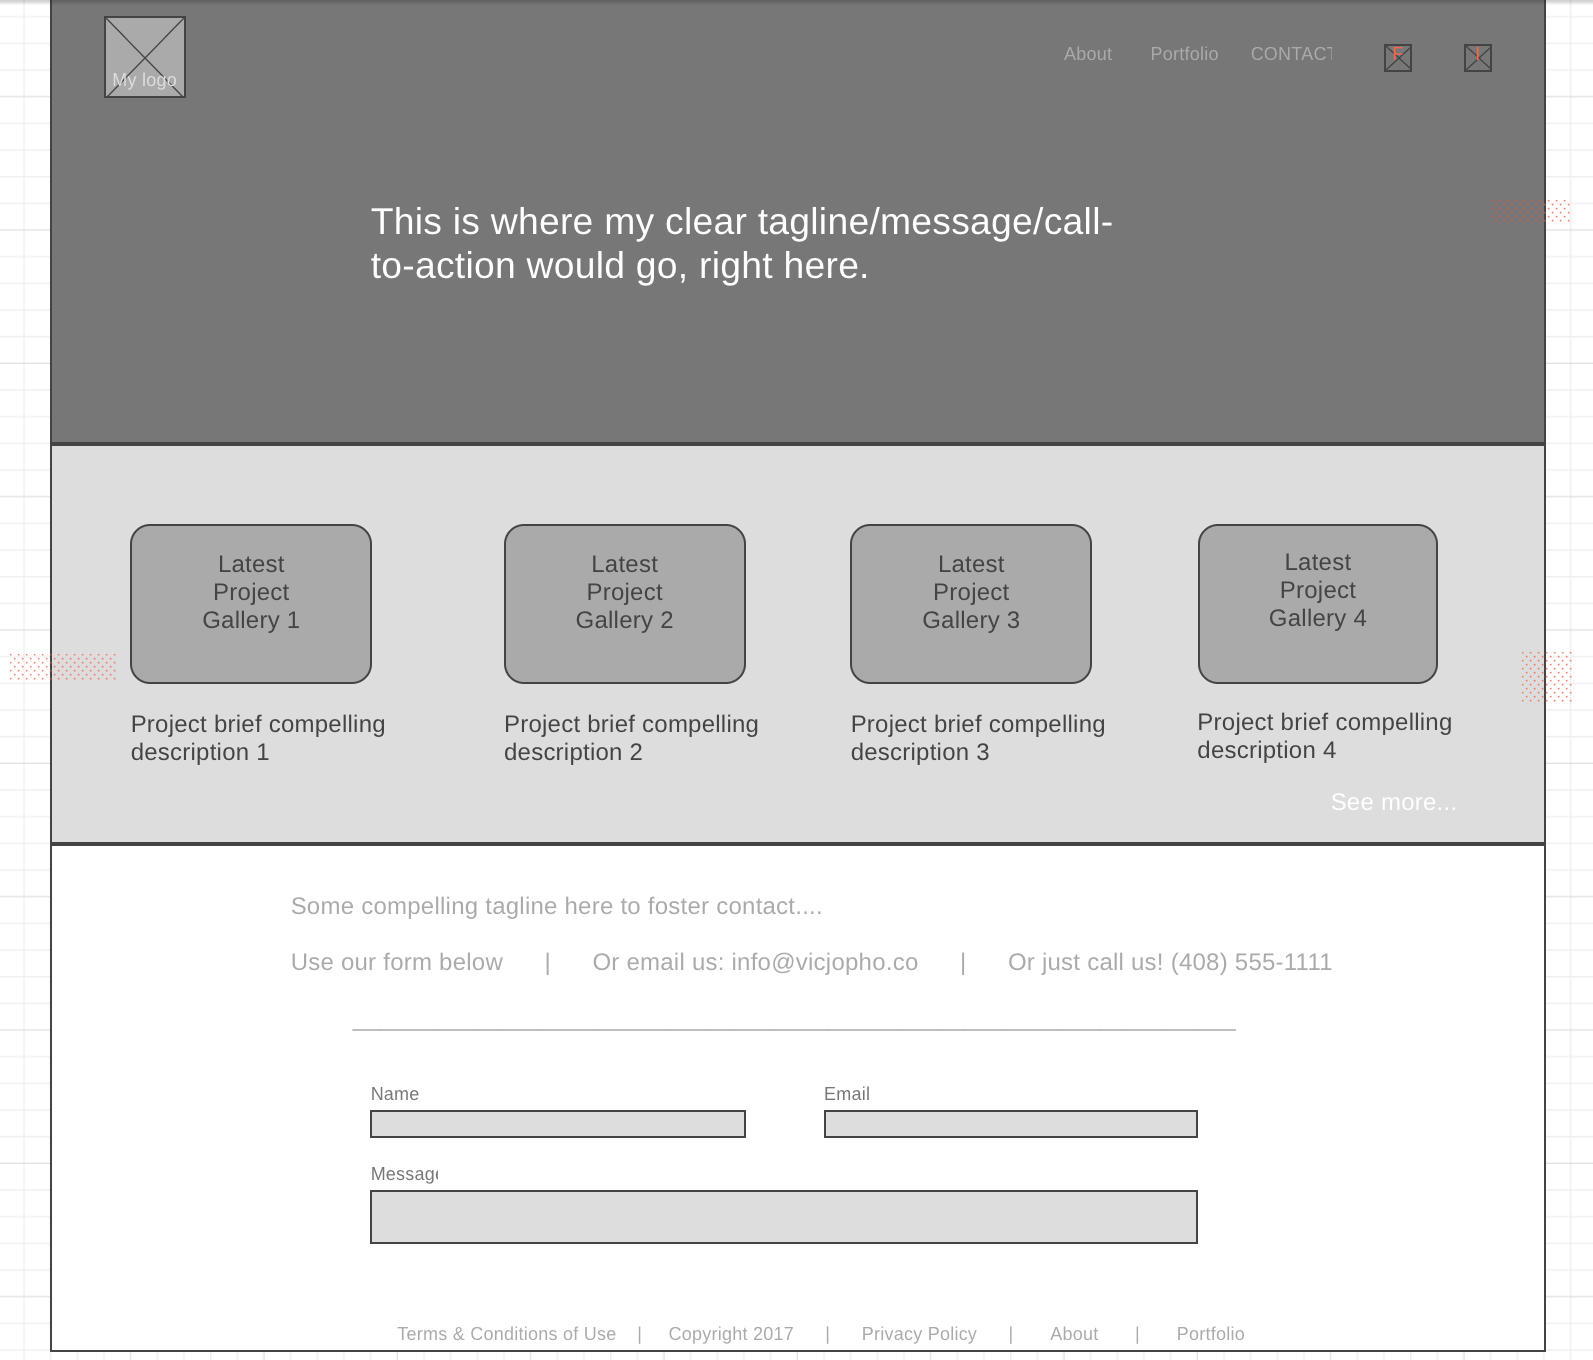 My logo
About
Portfolio
CONTACT
F
I
This is where my clear tagline/message/call-
to-action would go, right here.
Latest
Project
Gallery 1
Latest
Project
Gallery 2
Latest
Project
Gallery 3
Latest
Project
Gallery 4
Project brief compelling
description 1
Project brief compelling
description 2
Project brief compelling
description 3
Project brief compelling
description 4
See more...
Some compelling tagline here to foster contact....
Use our form below | Or email us: info@vicjopho.co | Or just call us! (408) 555-1111
Name
Email
Message
Terms & Conditions of Use | Copyright 2017 | Privacy Policy | About | Portfolio